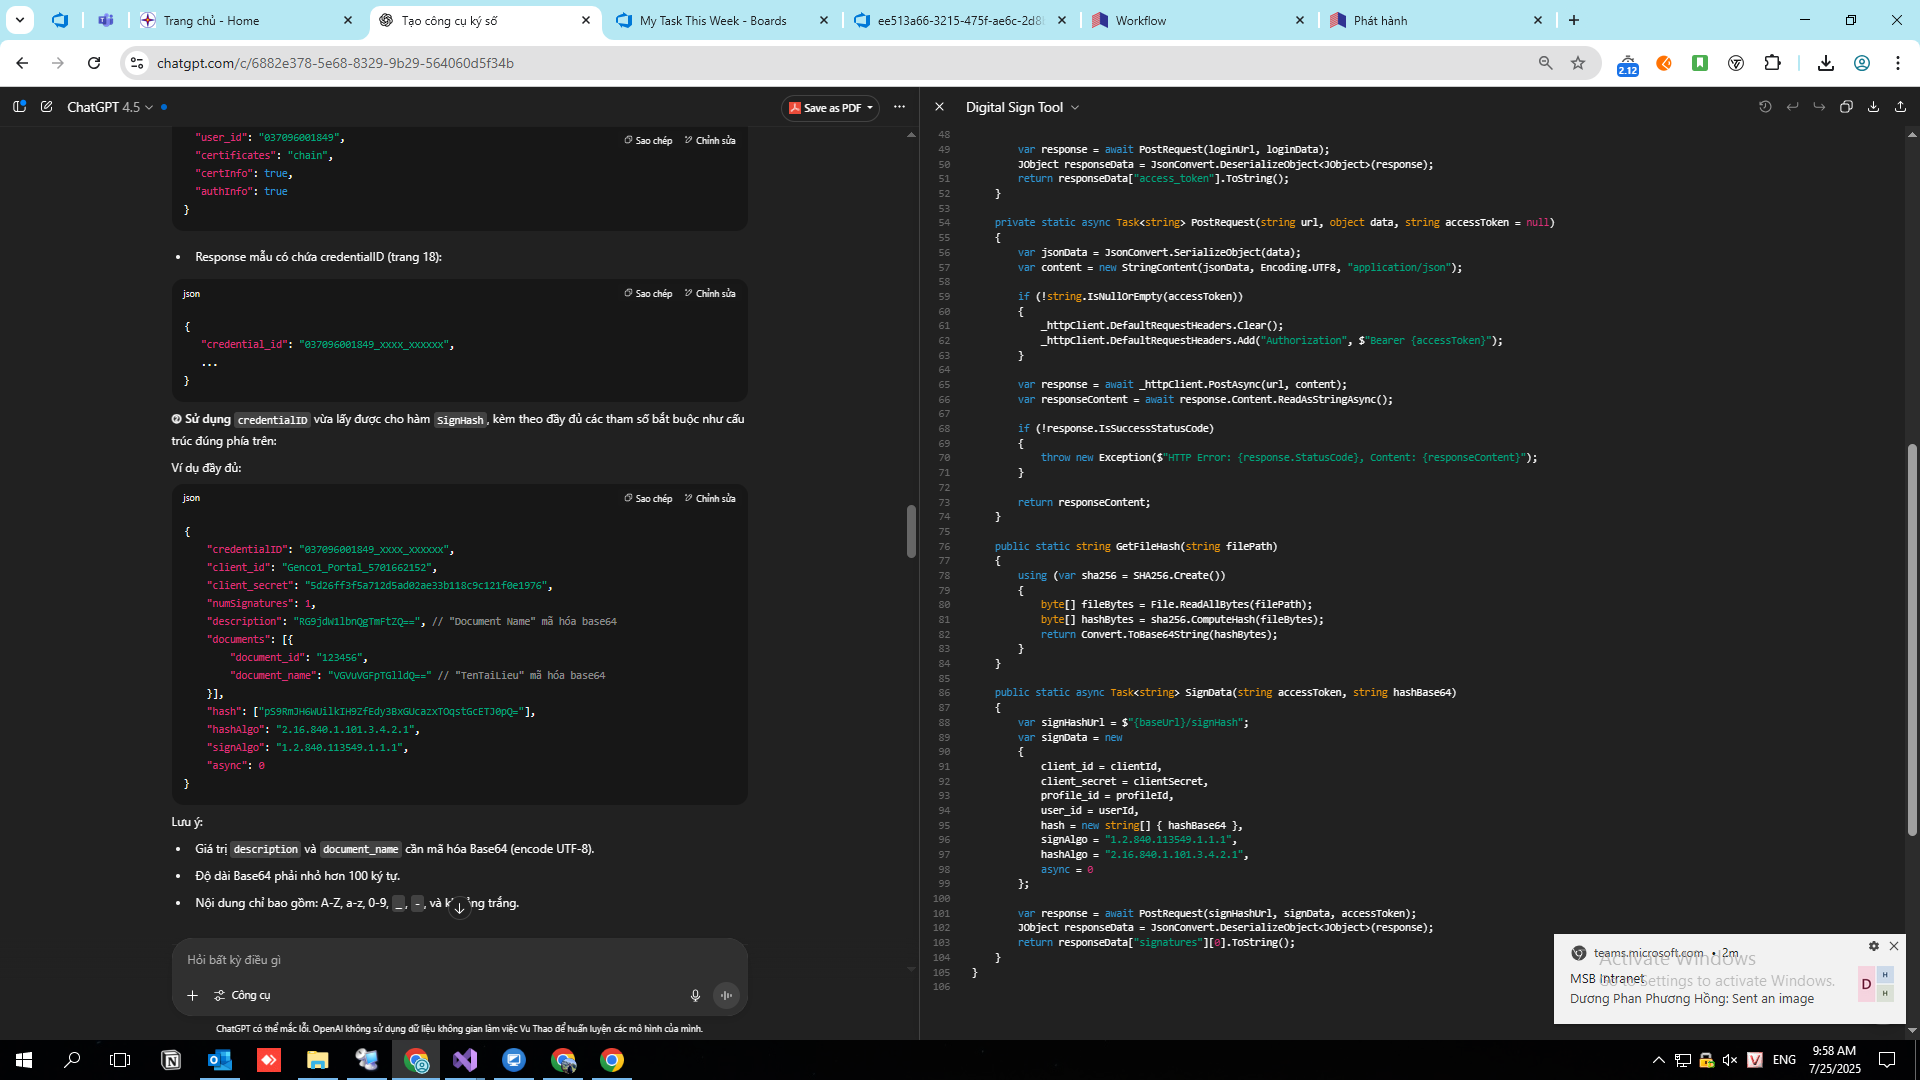 Trang chủ - Home
Tạo công cụ ký số
My Task This Week - Boards
ee513a66-3215-475f-ae6c-2d8
Workflow
Phát hành
chatgpt.com/c/6882e378-5e68-8329-9b29-564060d5f34b
2.12
ChatGPT 4.5
Save as PDF
"user_id": "037096001849",
Sao chép Chỉnh sửa
"certificates": "chain",
"certInfo": true,
"authInfo": true
}
• Response mẫu có chứa credentialID (trang 18):
json
Sao chép Chỉnh sửa
{
"credential_id": "037096001849_xxxx_xxxxxx",
...
}
❷ Sử dụng credentialID vừa lấy được cho hàm SignHash, kèm theo đầy đủ các tham số bắt buộc như cấu
trúc đúng phía trên:
Ví dụ đầy đủ:
json
Sao chép Chỉnh sửa
{
"credentialID": "037096001849_xxxx_xxxxxx",
"client_id": "Genco1_Portal_5701662152",
"client_secret": "5d26ff3f5a712d5ad02ae33b118c9c121f0e1976",
"numSignatures": 1,
"description": "RG9jdW1lbnQgTmFtZQ==", // "Document Name" mã hóa base64
"documents": [{
"document_id": "123456",
"document_name": "VGVuVGFpTGlldQ==" // "TenTaiLieu" mã hóa base64
}],
"hash": ["pS9RmJH6WUilkIH9ZfEdy3BxGUcazxTOqstGcETJ0pQ="],
"hashAlgo": "2.16.840.1.101.3.4.2.1",
"signAlgo": "1.2.840.113549.1.1.1",
"async": 0
}
Lưu ý:
• Giá trị description và document_name cần mã hóa Base64 (encode UTF-8).
• Độ dài Base64 phải nhỏ hơn 100 ký tự.
• Nội dung chỉ bao gồm: A-Z, a-z, 0-9, _, -, và trắng.
Hỏi bất kỳ điều gì
Công cụ
ChatGPT có thể mắc lỗi. OpenAI không sử dụng dữ liệu không gian làm việc Vu Thao để huấn luyện các mô hình của mình.
Digital Sign Tool
48
49 var response = await PostRequest(loginUrl, loginData);
50 JObject responseData = JsonConvert.DeserializeObject<JObject>(response);
51 return responseData["access_token"].ToString();
52 }
53
54 private static async Task<string> PostRequest(string url, object data, string accessToken = null)
55 {
56 var jsonData = JsonConvert.SerializeObject(data);
57 var content = new StringContent(jsonData, Encoding.UTF8, "application/json");
58
59 if (!string.IsNullOrEmpty(accessToken))
60 {
61 _httpClient.DefaultRequestHeaders.Clear();
62 _httpClient.DefaultRequestHeaders.Add("Authorization", $"Bearer {accessToken}");
63 }
64
65 var response = await _httpClient.PostAsync(url, content);
66 var responseContent = await response.Content.ReadAsStringAsync();
67
68 if (!response.IsSuccessStatusCode)
69 {
70 throw new Exception($"HTTP Error: {response.StatusCode}, Content: {responseContent}");
71 }
72
73 return responseContent;
74 }
75
76 public static string GetFileHash(string filePath)
77 {
78 using (var sha256 = SHA256.Create())
79 {
80 byte[] fileBytes = File.ReadAllBytes(filePath);
81 byte[] hashBytes = sha256.ComputeHash(fileBytes);
82 return Convert.ToBase64String(hashBytes);
83 }
84 }
85
86 public static async Task<string> SignData(string accessToken, string hashBase64)
87 {
88 var signHashUrl = $"{baseUrl}/signHash";
89 var signData = new
90 {
91 client_id = clientId,
92 client_secret = clientSecret,
93 profile_id = profileId,
94 user_id = userId,
95 hash = new string[] { hashBase64 },
96 signAlgo = "1.2.840.113549.1.1.1",
97 hashAlgo = "2.16.840.1.101.3.4.2.1",
98 async = 0
99 };
100
101 var response = await PostRequest(signHashUrl, signData, accessToken);
102 JObject responseData = JsonConvert.DeserializeObject<JObject>(response);
103 return responseData["signatures"][0].ToString();
104 }
105 }
106
teams.microsoft.com • 2m
Activate Windows
MSB Intranet
Go to Settings to activate Windows.
Dương Phan Phương Hồng: Sent an image
D
H
H
ENG
9:58 AM
7/25/2025